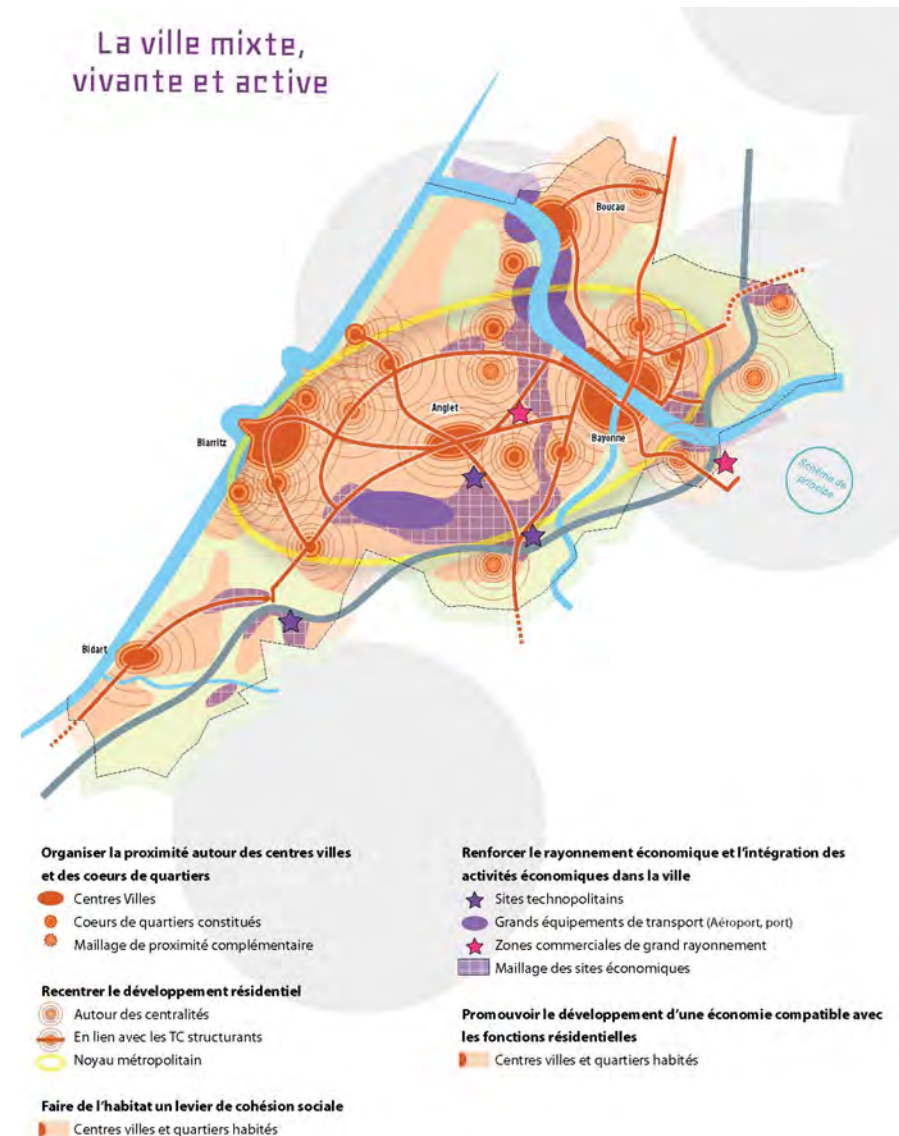 La ville mixte,
vivante et active
Boucau
Biarritz
Anglet
Bayonne
Schéma de
principe
Bidart
Organiser la proximité autour des centres villes
et des coeurs de quartiers
Centres Villes
Coeurs de quartiers constitués
Maillage de proximité complémentaire
Recentrer le développement résidentiel
Autour des centralités
En lien avec les TC structurants
Noyau métropolitain
Faire de l'habitat un levier de cohésion sociale
Centres villes et quartiers habités
Renforcer le rayonnement économique et l'intégration des
activités économiques dans la ville
Sites technopolitains
Grands équipements de transport (Aéroport, port)
Zones commerciales de grand rayonnement
Maillage des sites économiques
Promouvoir le développement d'une économie compatible avec
les fonctions résidentielles
Centres villes et quartiers habités